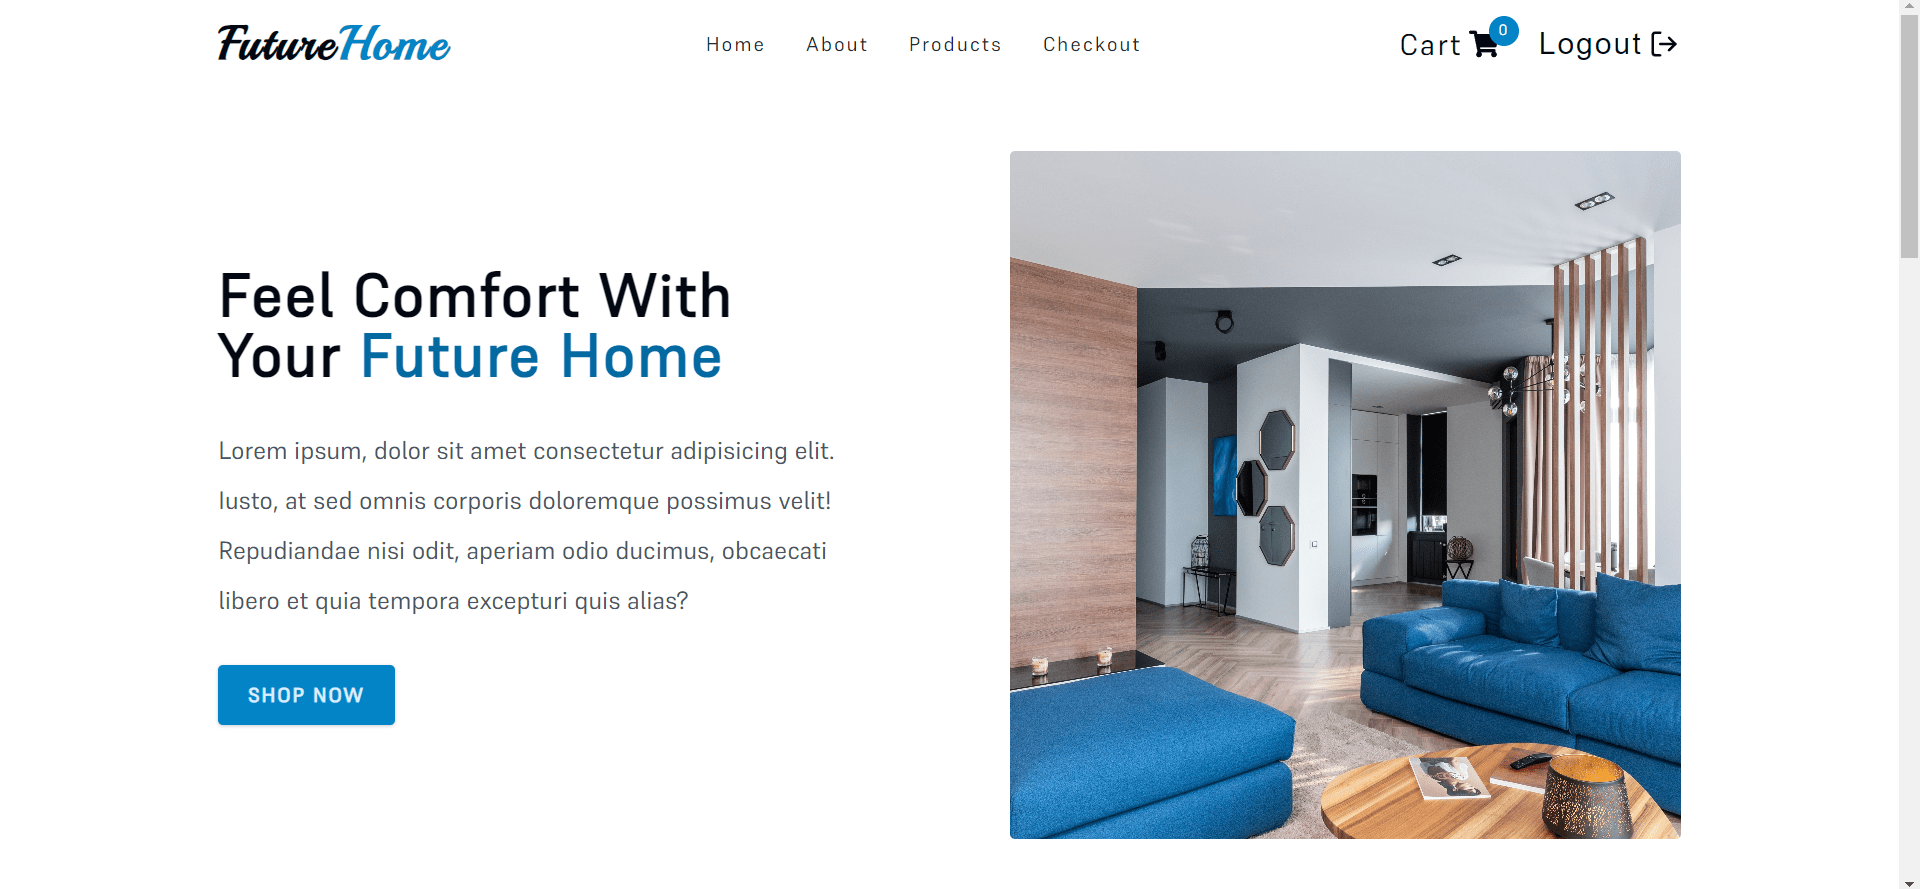 FutureHome
Home About Products Checkout
Cart 0 Logout
Feel Comfort With
Your Future Home
Lorem ipsum, dolor sit amet consectetur adipisicing elit.
Iusto, at sed omnis corporis doloremque possimus velit!
Repudiandae nisi odit, aperiam odio ducimus, obcaecati
libero et quia tempora excepturi quis alias?
SHOP NOW